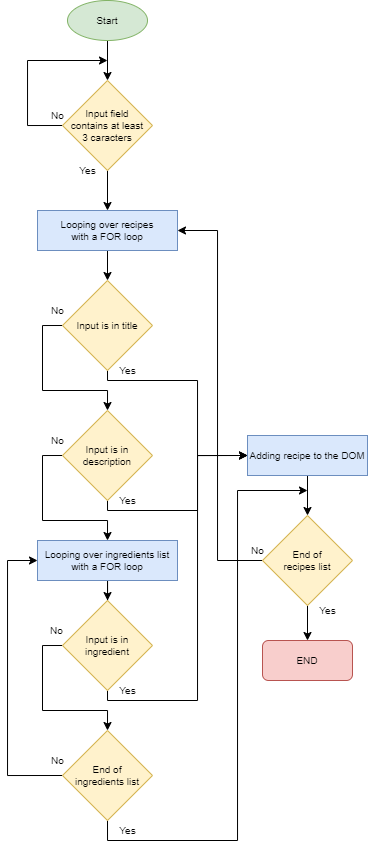 Start
Input field
contains at least
3 caracters
No
Yes
Looping over recipes
with a FOR loop
No
Input is in title
Yes
No
Input is in
description
Yes
Adding recipe to the DOM
Looping over ingredients list
with a FOR loop
No
End of
recipes list
Yes
No
Input is in
ingredient
Yes
END
No
End of
ingredients list
Yes